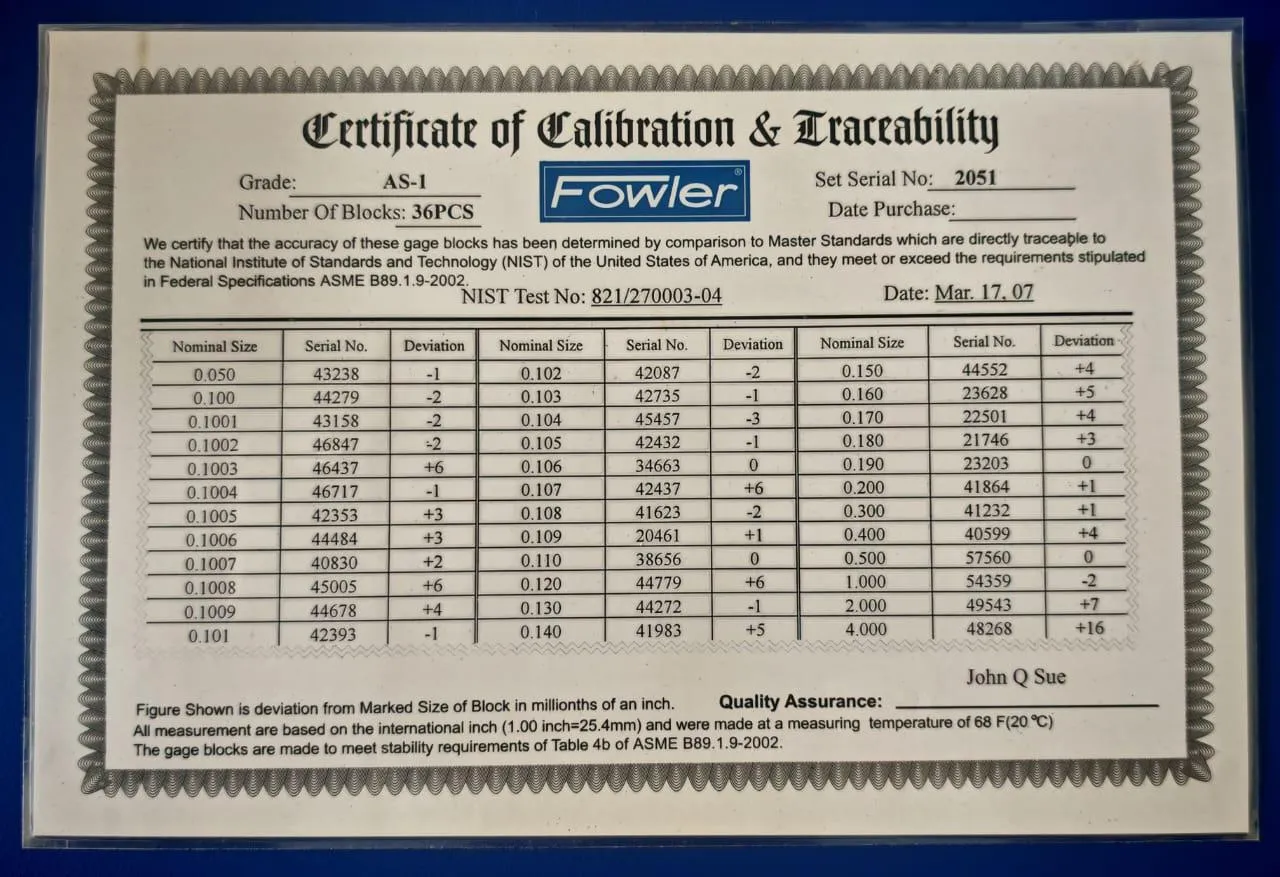 Certificate of Calibration & Traceability
Grade: AS-1
Number Of Blocks: 36PCS
Fowler®
Set Serial No: 2051
Date Purchase:
We certify that the accuracy of these gage blocks has been determined by comparison to Master Standards which are directly traceable to
the National Institute of Standards and Technology (NIST) of the United States of America, and they meet or exceed the requirements stipulated
in Federal Specifications ASME B89.1.9-2002.
NIST Test No: 821/270003-04 Date: Mar. 17, 07
Nominal Size Serial No. Deviation Nominal Size Serial No. Deviation Nominal Size Serial No. Deviation
0.050 43238 -1 0.102 42087 -2 0.150 44552 +4
0.100 44279 -2 0.103 42735 -1 0.160 23628 +5
0.1001 43158 -2 0.104 45457 -3 0.170 22501 +4
0.1002 46847 -2 0.105 42432 -1 0.180 21746 +3
0.1003 46437 +6 0.106 34663 0 0.190 23203 0
0.1004 46717 -1 0.107 42437 +6 0.200 41864 +1
0.1005 42353 +3 0.108 41623 -2 0.300 41232 +1
0.1006 44484 +3 0.109 20461 +1 0.400 40599 +4
0.1007 40830 +2 0.110 38656 0 0.500 57560 0
0.1008 45005 +6 0.120 44779 +6 1.000 54359 -2
0.1009 44678 +4 0.130 44272 -1 2.000 49543 +7
0.101 42393 -1 0.140 41983 +5 4.000 48268 +16
John Q Sue
Figure Shown is deviation from Marked Size of Block in millionths of an inch. Quality Assurance:
All measurement are based on the international inch (1.00 inch=25.4mm) and were made at a measuring temperature of 68 F(20 ℃)
The gage blocks are made to meet stability requirements of Table 4b of ASME B89.1.9-2002.